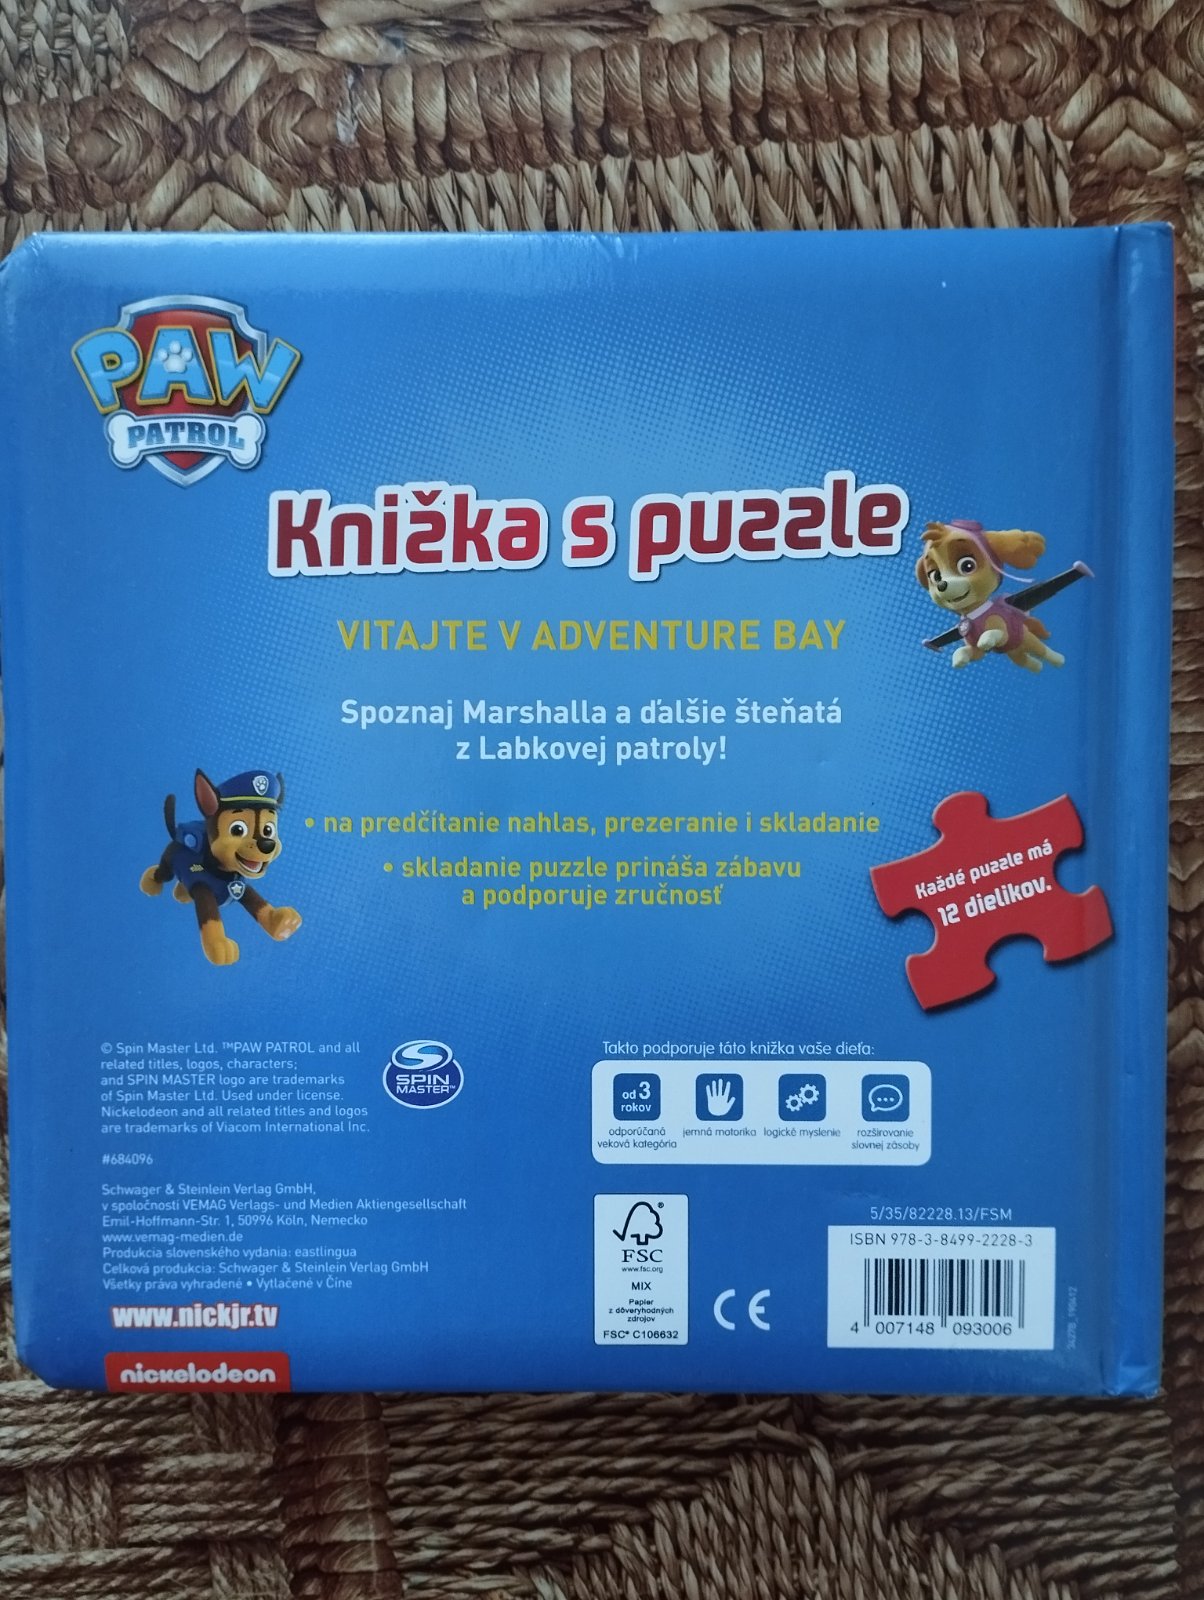 PAW
PATROL
Knižka s puzzle
VITAJTE V ADVENTURE BAY
Spoznaj Marshalla a ďalšie šteňatá
z Labkovej patroly!
• na predčítanie nahlas, prezeranie i skladanie
• skladanie puzzle prináša zábavu
a podporuje zručnosť
Každé puzzle má
12 dielikov.
© Spin Master Ltd. ™PAW PATROL and all
related titles, logos, characters;
and SPIN MASTER logo are trademarks
of Spin Master Ltd. Used under license.
Nickelodeon and all related titles and logos
are trademarks of Viacom International Inc.
SPIN
MASTER™
#684096
Schwager & Steinlein Verlag GmbH,
v spoločnosti VEMAG Verlags- und Medien Aktiengesellschaft
Emil-Hoffmann-Str. 1, 50996 Köln, Nemecko
www.vemag-medien.de
Produkcia slovenského vydania: eastlingua
Celková produkcia: Schwager & Steinlein Verlag GmbH
Všetky práva vyhradené • Vytlačené v Číne
www.nickjr.tv
nickelodeon
Takto podporuje táto knižka vaše dieťa:
od 3
rokov
odporúčaná
veková kategória
jemná motorika
logické myslenie
rozširovanie
slovnej zásoby
FSC
www.fsc.org
MIX
Papier
z dôveryhodných
zdrojov
FSC® C106632
CE
5/35/82228.13/FSM
ISBN 978-3-8499-2228-3
4 007148 093006